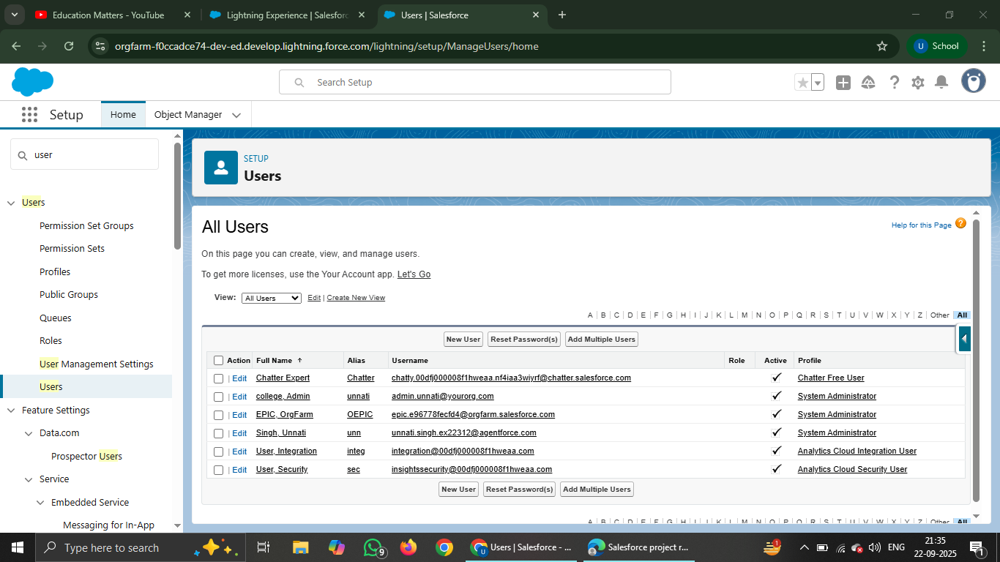 Education Matters - YouTube
Lightning Experience | Salesforc
Users | Salesforce
orgfarm-f0ccadce74-dev-ed.develop.lightning.force.com/lightning/setup/ManageUsers/home
U School
Search Setup
Setup Home Object Manager
user
Users
Permission Set Groups
Permission Sets
Profiles
Public Groups
Queues
Roles
User Management Settings
Users
Feature Settings
Data.com
Prospector Users
Service
Embedded Service
Messaging for In-App
SETUP
Users
All Users
Help for this Page ?
On this page you can create, view, and manage users.
To get more licenses, use the Your Account app. Let's Go
View: All Users Edit | Create New View
A | B | C | D | E | F | G | H | I | J | K | L | M | N | O | P | Q | R | S | T | U | V | W | X | Y | Z | Other | All
New User Reset Password(s) Add Multiple Users
Action Full Name ↑ Alias Username Role Active Profile
| Edit Chatter Expert Chatter chatty.00dfj000008f1hweaa.nf4iaa3wiyrf@chatter.salesforce.com ✓ Chatter Free User
| Edit college, Admin unnati admin.unnati@yourorg.com ✓ System Administrator
| Edit EPIC, OrgFarm OEPIC epic.e96778fecfd4@orgfarm.salesforce.com ✓ System Administrator
| Edit Singh, Unnati unn unnati.singh.ex22312@agentforce.com ✓ System Administrator
| Edit User, Integration integ integration@00dfj000008f1hweaa.com ✓ Analytics Cloud Integration User
| Edit User, Security sec insightssecurity@00dfj000008f1hweaa.com ✓ Analytics Cloud Security User
New User Reset Password(s) Add Multiple Users
A | B | C | D | E | F | G | H | I | J | K | L | M | N | O | P | Q | R | S | T | U | V | W | X | Y | Z | Other | All
Type here to search
9
Users | Salesforce - ...
Salesforce project r...
1
ENG
21:35
22-09-2025
1